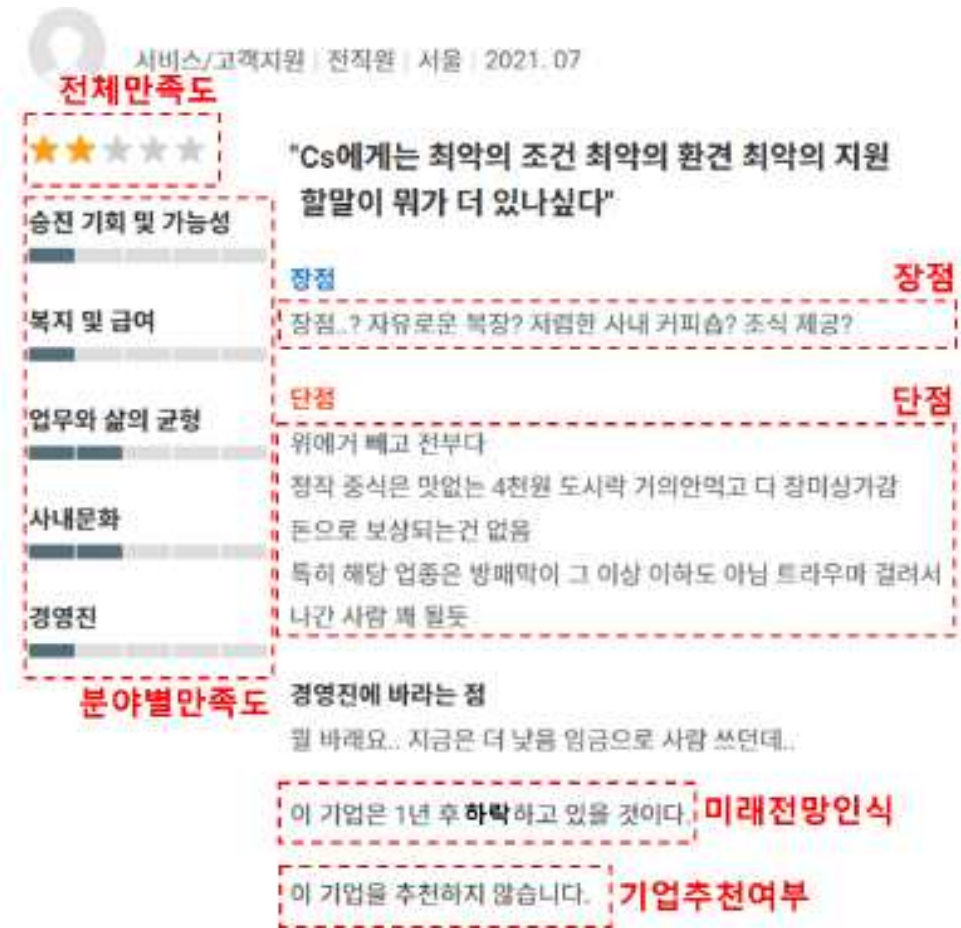 서비스/고객지원 | 전직원 | 서울 | 2021. 07
전체만족도
"Cs에게는 최악의 조건 최악의 환견 최악의 지원
할말이 뭐가 더 있나싶다"
승진 기회 및 가능성
복지 및 급여
업무와 삶의 균형
사내문화
경영진
분야별만족도
장점
장점
장점..? 자유로운 복장? 저렴한 사내 커피숍? 조식 제공?
단점
단점
위에거 빼고 전부다
정작 중식은 맛없는 4천원 도시락 거의안먹고 다 장미상가감
돈으로 보상되는건 없음
특히 해당 업종은 방패막이 그 이상 이하도 아님 트라우마 걸려서
나간 사람 꽤 될듯
경영진에 바라는 점
뭘 바래요.. 지금은 더 낮음 임금으로 사람 쓰던데..
이 기업은 1년 후 하락하고 있을 것이다.
미래전망인식
이 기업을 추천하지 않습니다.
기업추천여부